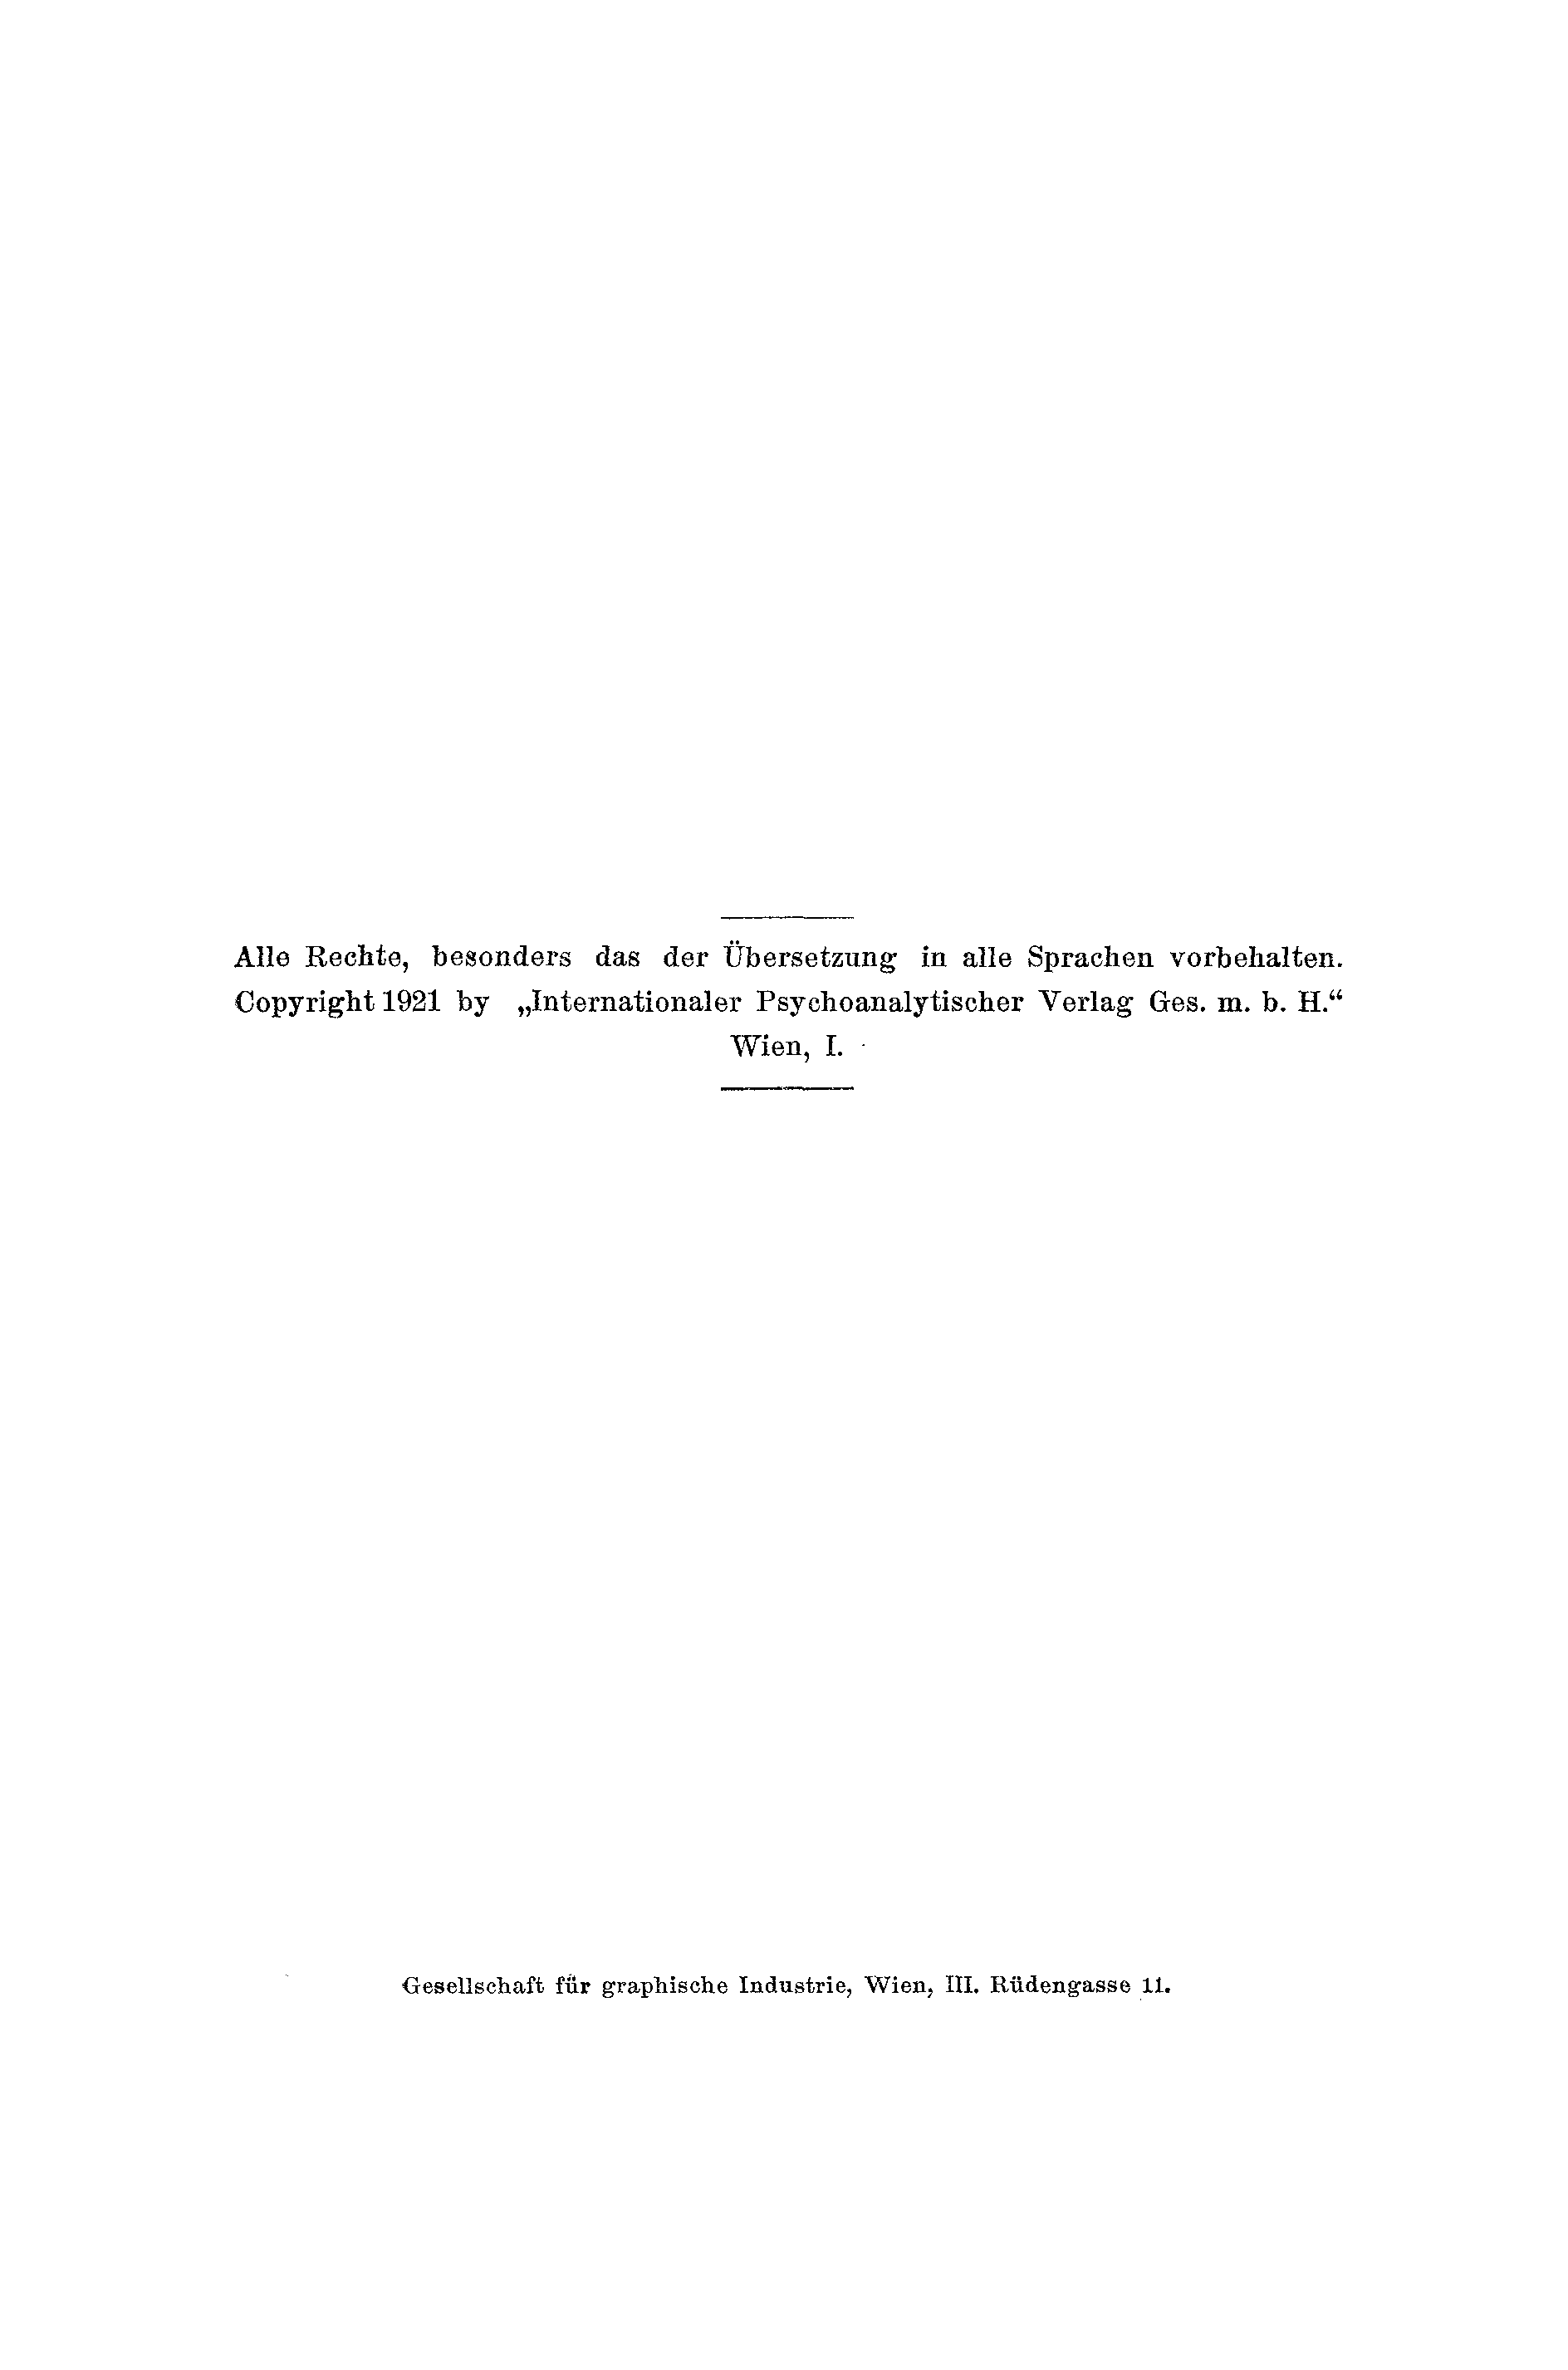 Alle Rechte, besonders das der Übersetzung in alle Sprachen vorbehalten.
Copyright 1921 by „Internationaler Psychoanalytischer Verlag Ges. m. b. H.“
Wien, I.
Gesellschaft für graphische Industrie, Wien, III. Rüdengasse 11.